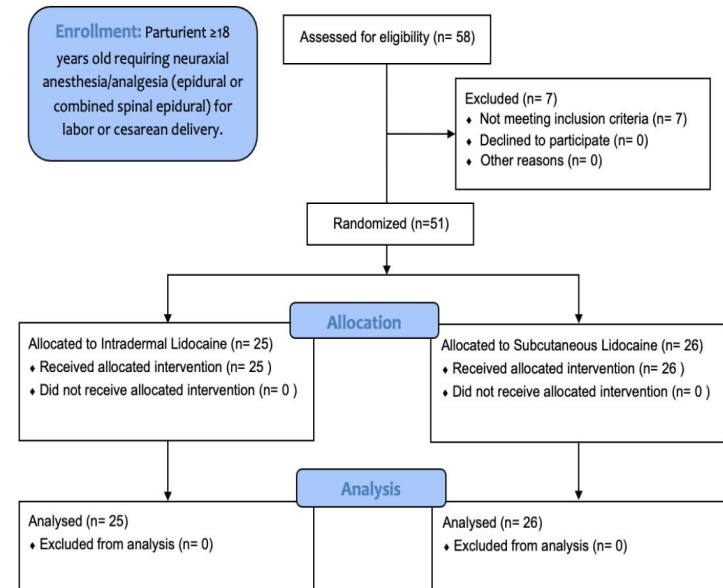 Enrollment: Parturient ≥18
years old requiring neuraxial
anesthesia/analgesia (epidural or
combined spinal epidural) for
labor or cesarean delivery.
Assessed for eligibility (n= 58)
Excluded (n= 7)
♦ Not meeting inclusion criteria (n= 7)
♦ Declined to participate (n= 0)
♦ Other reasons (n= 0)
Randomized (n=51)
Allocation
Allocated to Intradermal Lidocaine (n= 25)
♦ Received allocated intervention (n= 25 )
♦ Did not receive allocated intervention (n= 0 )
Allocated to Subcutaneous Lidocaine (n= 26)
♦ Received allocated intervention (n= 26 )
♦ Did not receive allocated intervention (n= 0 )
Analysis
Analysed (n= 25)
♦ Excluded from analysis (n= 0)
Analysed (n= 26)
♦ Excluded from analysis (n= 0)